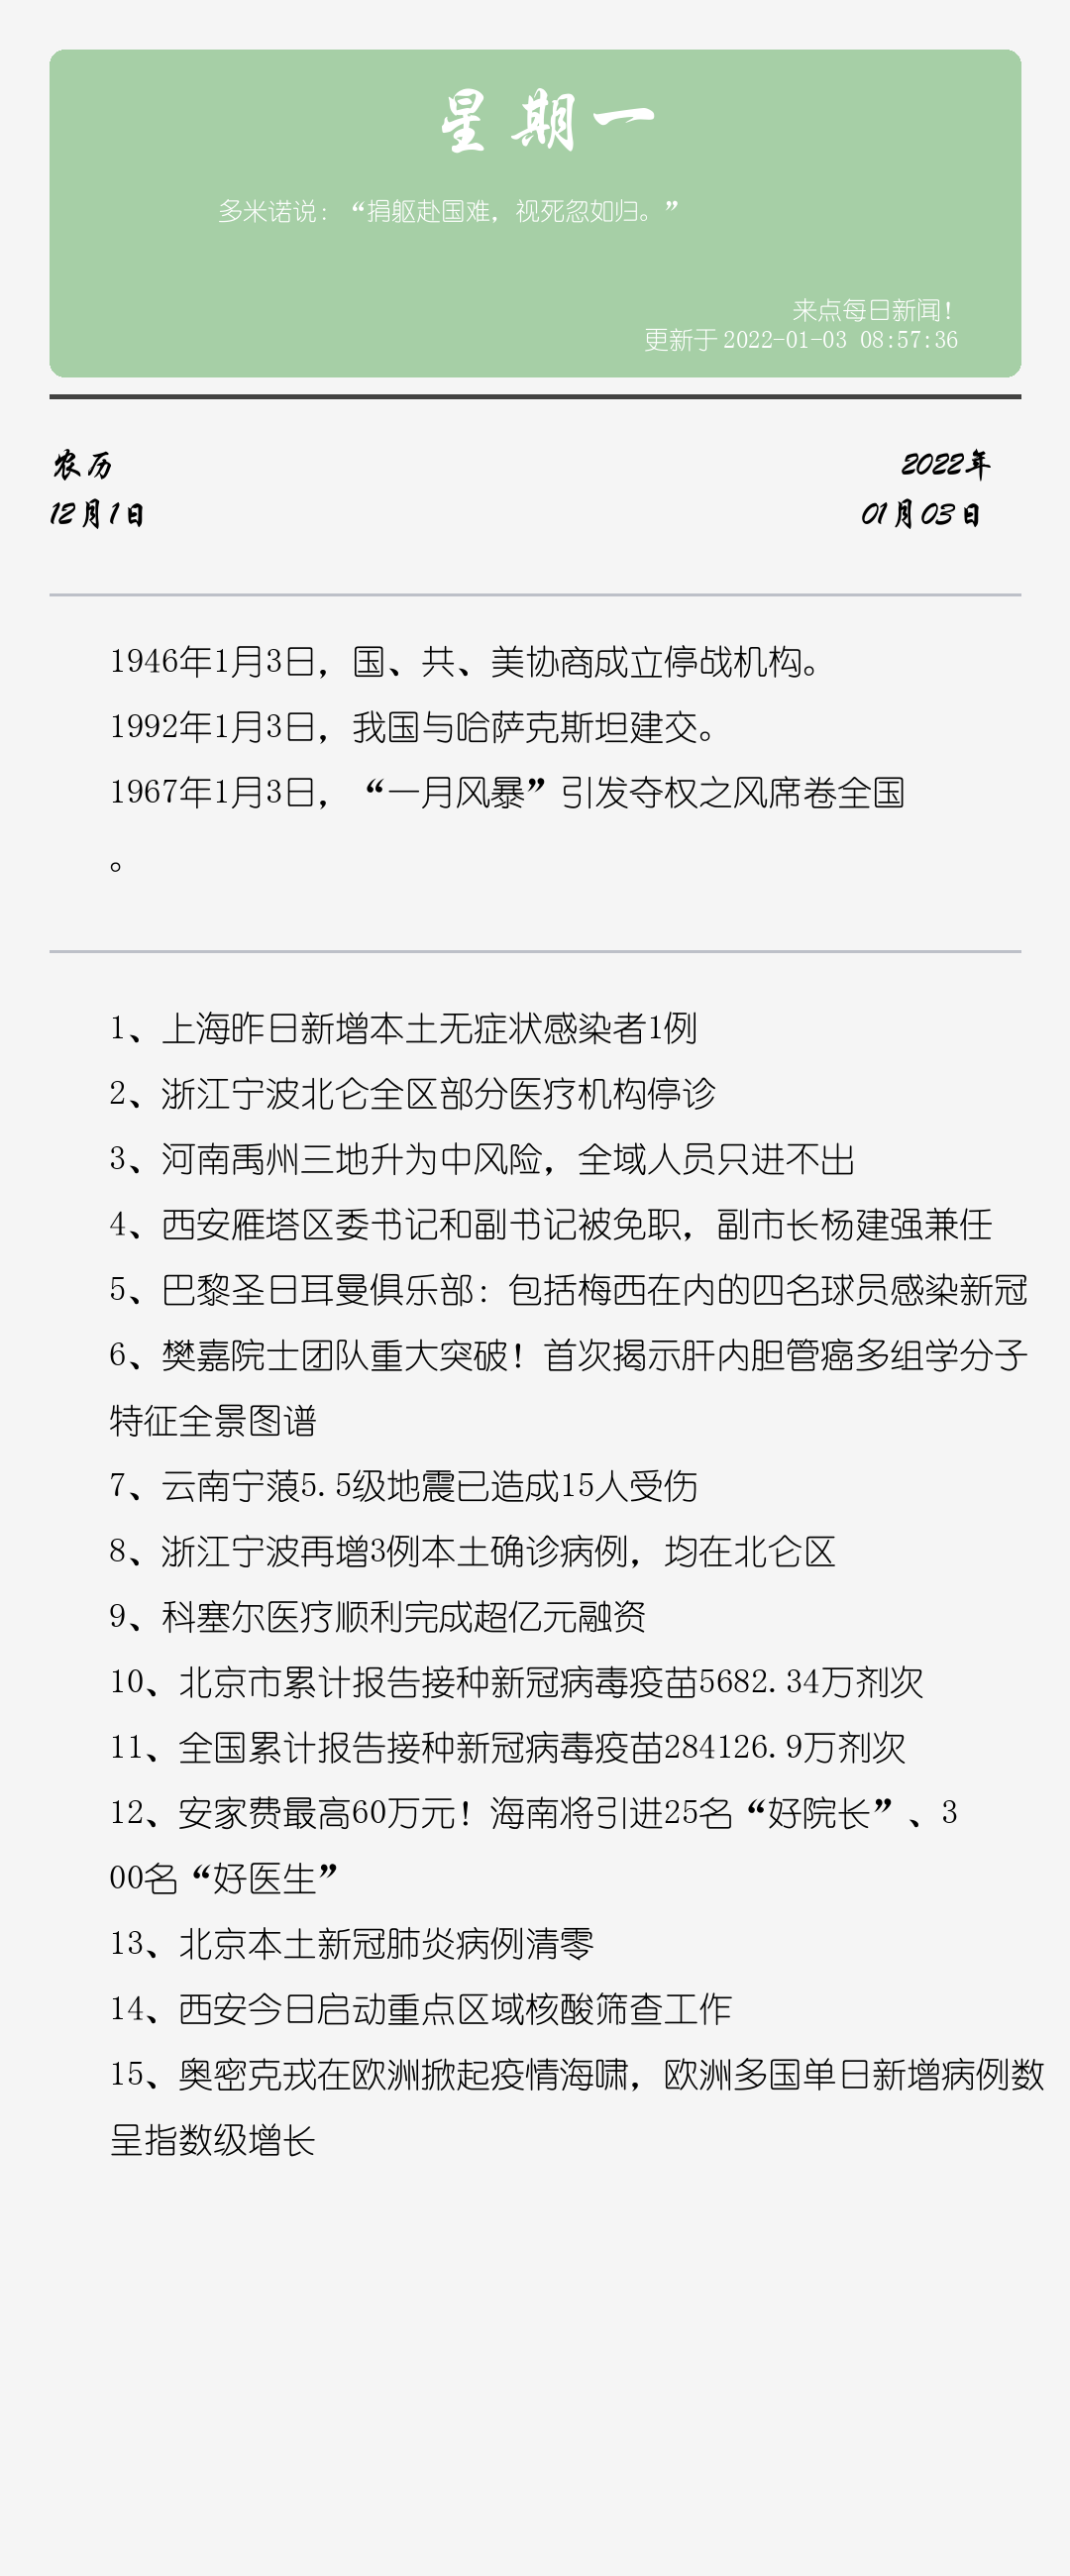 星期一
多米诺说：“捐躯赴国难，视死忽如归。”
来点每日新闻！
更新于 2022-01-03 08:57:36
农历
2022年
12月1日
01月03日
1946年1月3日，国、共、美协商成立停战机构。
1992年1月3日，我国与哈萨克斯坦建交。
1967年1月3日，“一月风暴”引发夺权之风席卷全国
。
1、上海昨日新增本土无症状感染者1例
2、浙江宁波北仑全区部分医疗机构停诊
3、河南禹州三地升为中风险，全域人员只进不出
4、西安雁塔区委书记和副书记被免职，副市长杨建强兼任
5、巴黎圣日耳曼俱乐部：包括梅西在内的四名球员感染新冠
6、樊嘉院士团队重大突破！首次揭示肝内胆管癌多组学分子
特征全景图谱
7、云南宁蒗5.5级地震已造成15人受伤
8、浙江宁波再增3例本土确诊病例，均在北仑区
9、科塞尔医疗顺利完成超亿元融资
10、北京市累计报告接种新冠病毒疫苗5682.34万剂次
11、全国累计报告接种新冠病毒疫苗284126.9万剂次
12、安家费最高60万元！海南将引进25名“好院长”、3
00名“好医生”
13、北京本土新冠肺炎病例清零
14、西安今日启动重点区域核酸筛查工作
15、奥密克戎在欧洲掀起疫情海啸，欧洲多国单日新增病例数
呈指数级增长